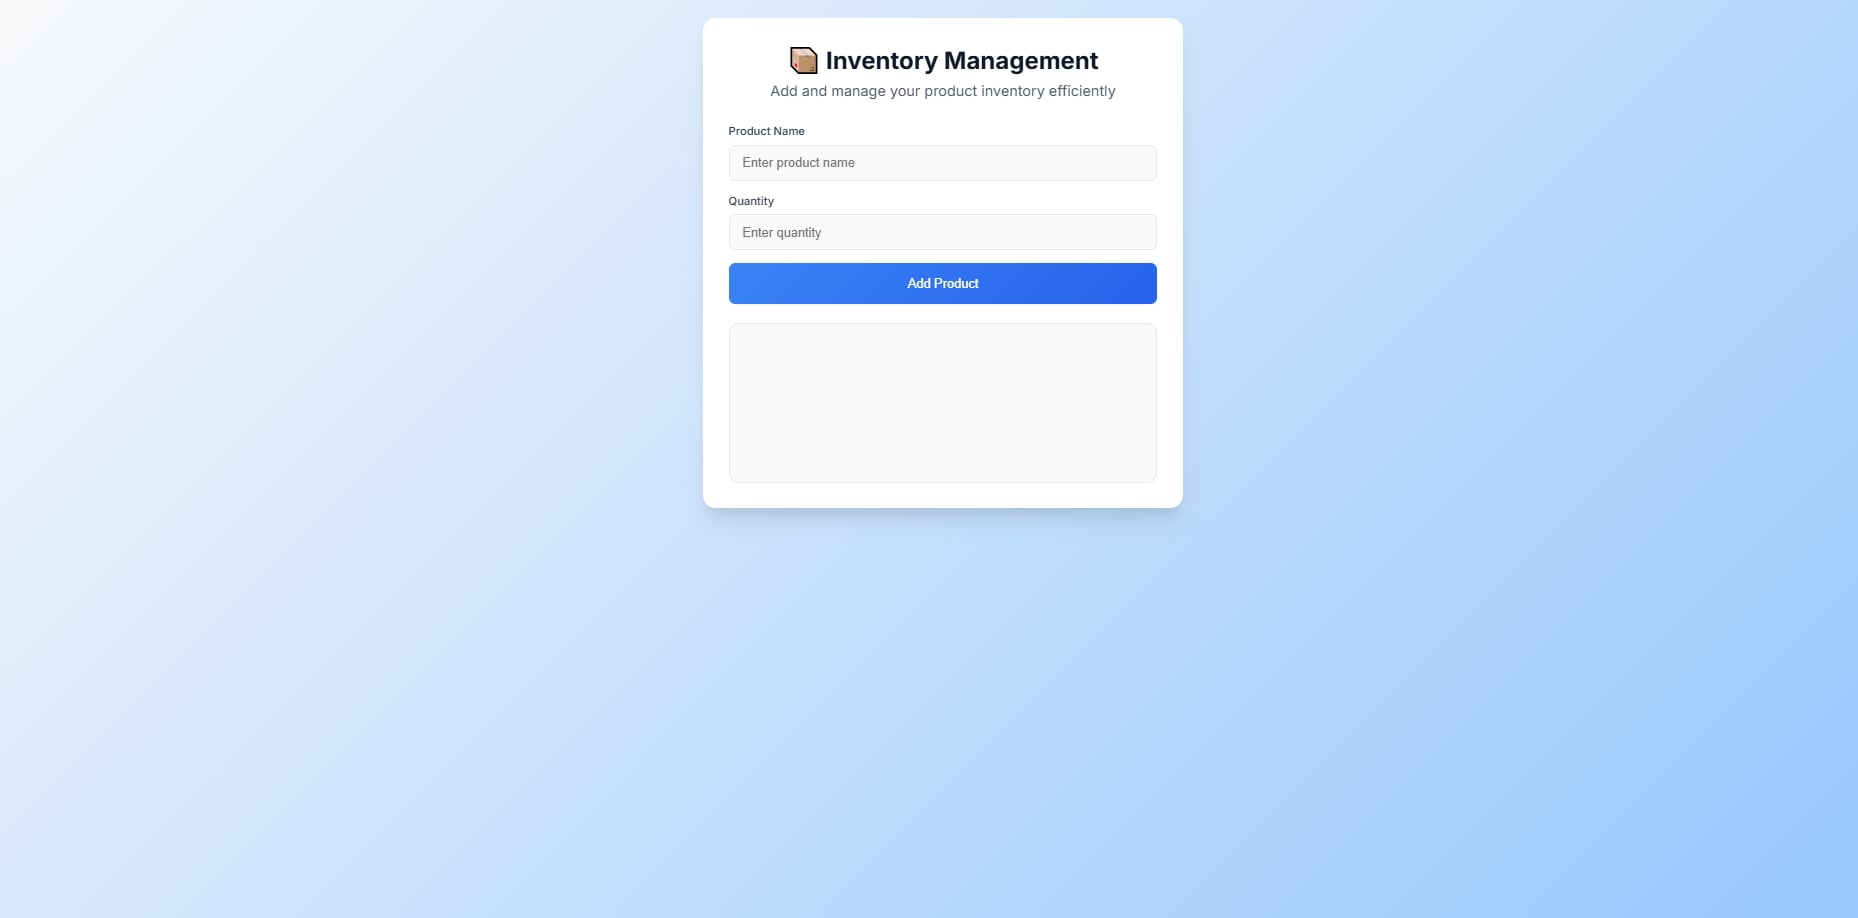 Inventory Management
Add and manage your product inventory efficiently
Product Name
Enter product name
Quantity
Enter quantity
Add Product